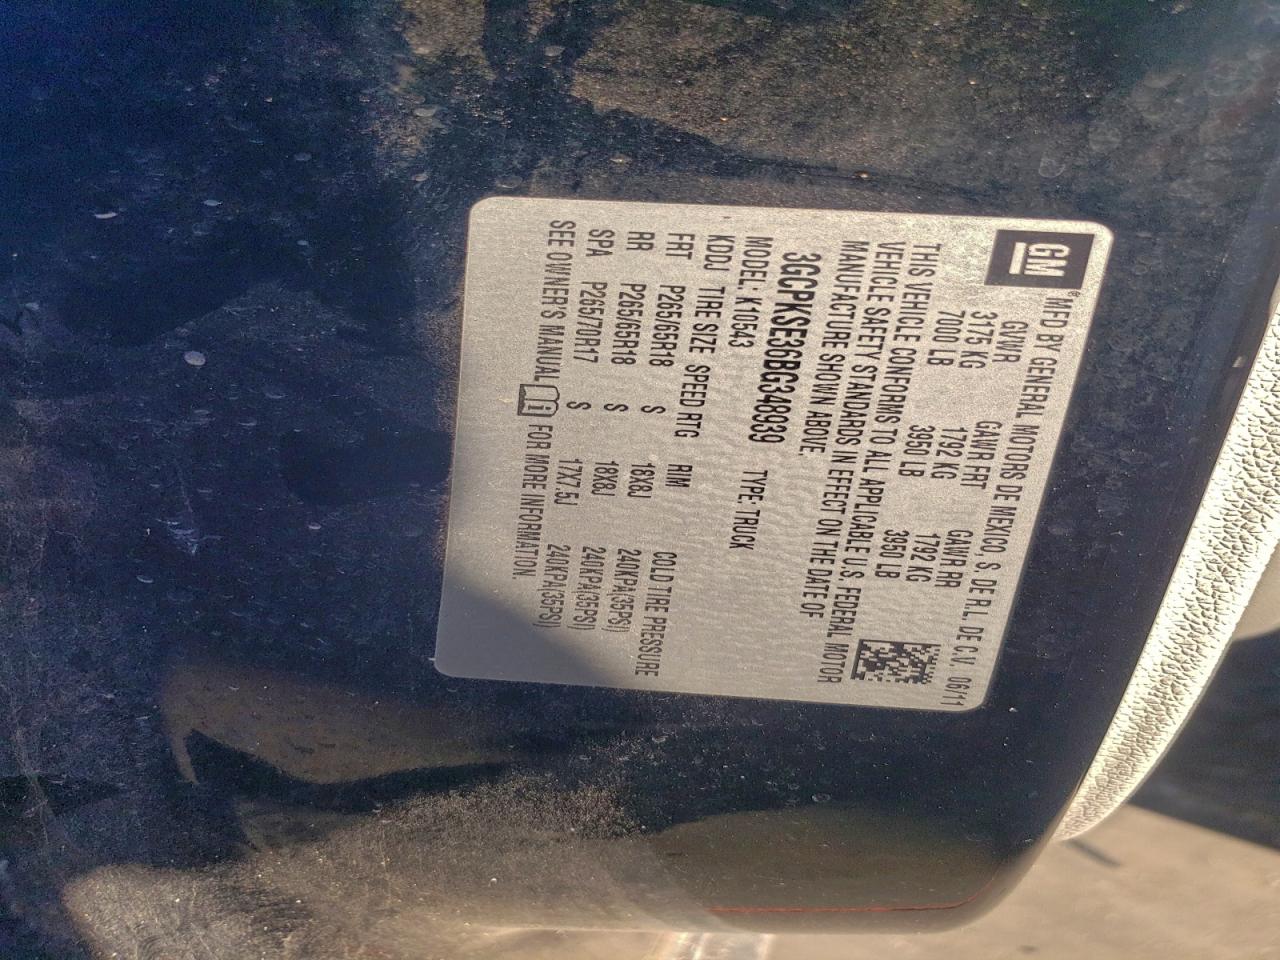 GM® MFD BY GENERAL MOTORS DE MEXICO, S. DE R.L. DE C.V. 06/11
GVWR GAWR FRT GAWR RR
3175 KG 1792 KG 1792 KG
7000 LB 3950 LB 3950 LB
THIS VEHICLE CONFORMS TO ALL APPLICABLE U.S. FEDERAL MOTOR
VEHICLE SAFETY STANDARDS IN EFFECT ON THE DATE OF
MANUFACTURE SHOWN ABOVE.
3GCPKSE36BG348939
TYPE: TRUCK
MODEL: K10543
KDDJ TIRE SIZE SPEED RTG RIM COLD TIRE PRESSURE
FRT P265/65R18 S 18X8J 240KPA(35PSI)
RR P265/65R18 S 18X8J 240KPA(35PSI)
SPA P265/70R17 S 17X7.5J 240KPA(35PSI)
SEE OWNER'S MANUAL i FOR MORE INFORMATION.